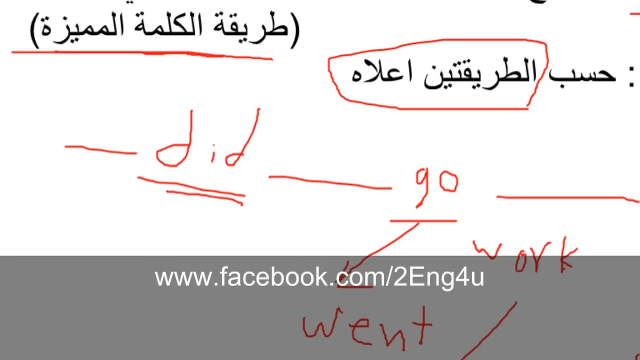 (طريقة الكلمة المميزة)
: حسب الطريقتين اعلاه
did go
work
www.facebook.com/2Eng4u
went